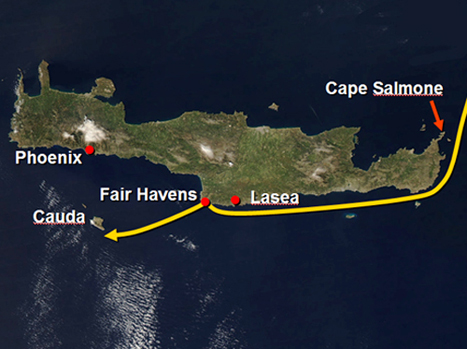 Cape Salmone
Phoenix
Fair Havens
Lasea
Cauda